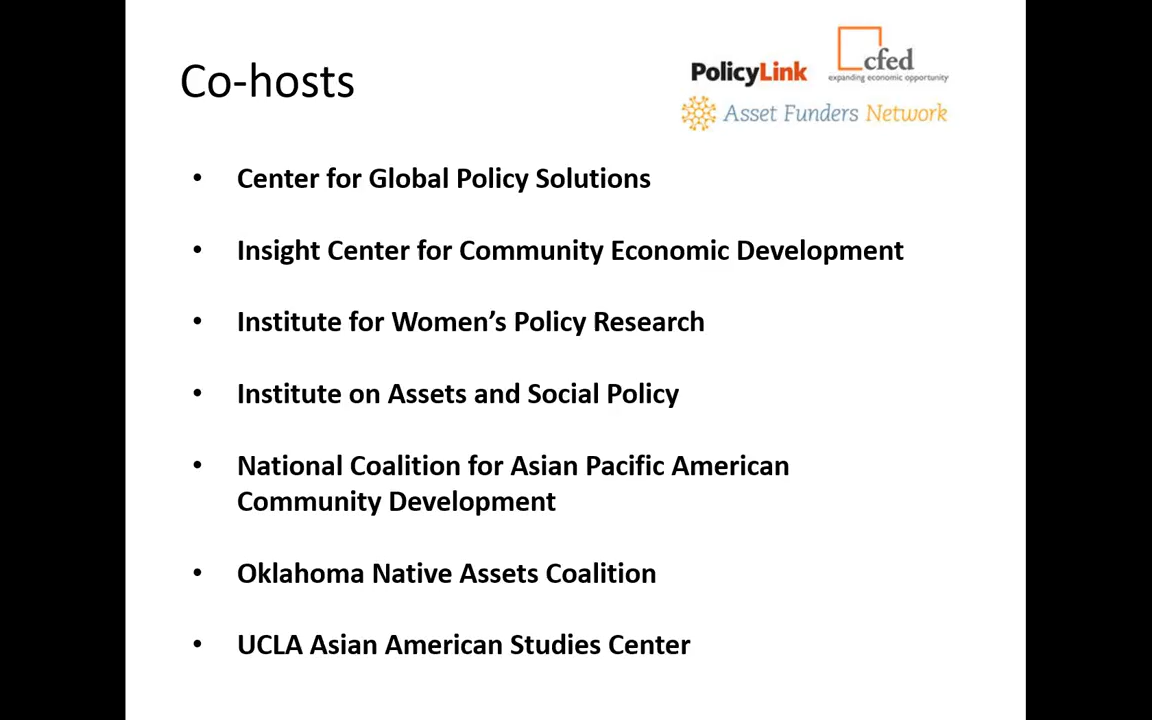 Co-hosts
PolicyLink
cfed
expanding economic opportunity
Asset Funders Network
• Center for Global Policy Solutions
• Insight Center for Community Economic Development
• Institute for Women’s Policy Research
• Institute on Assets and Social Policy
• National Coalition for Asian Pacific American
Community Development
• Oklahoma Native Assets Coalition
• UCLA Asian American Studies Center